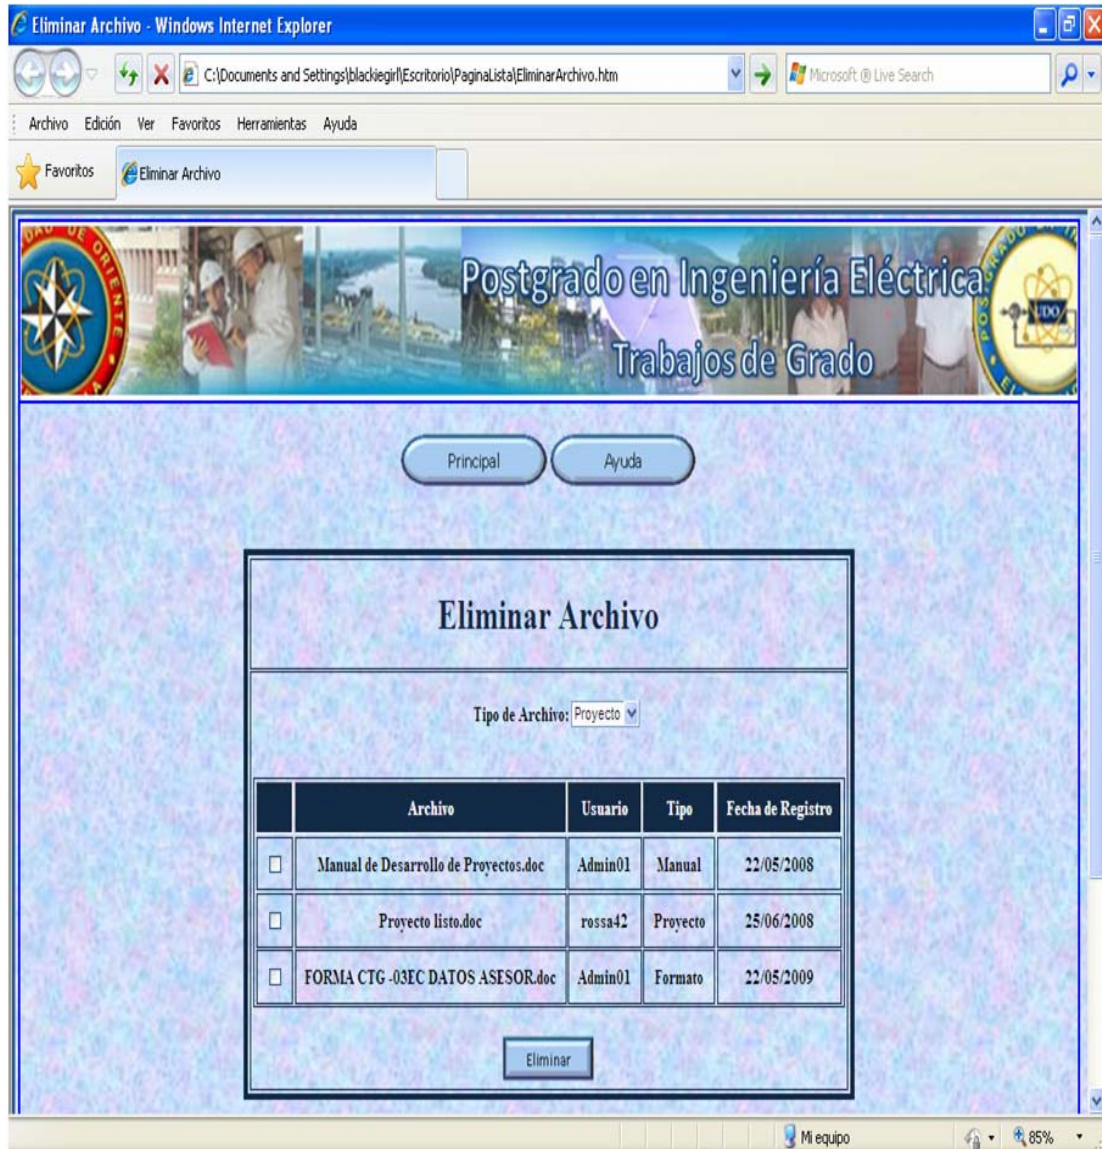 Eliminar Archivo - Windows Internet Explorer
C:\Documents and Settings\blackiegirl\Escritorio\PaginaLista\EliminarArchivo.htm
Microsoft ® Live Search
Archivo Edición Ver Favoritos Herramientas Ayuda
Favoritos Eliminar Archivo
DE ORIENTE
Postgrado en Ingeniería Eléctrica
Trabajos de Grado
UDO
Principal Ayuda
Eliminar Archivo
Tipo de Archivo: Proyecto
Archivo Usuario Tipo Fecha de Registro
Manual de Desarrollo de Proyectos.doc Admin01 Manual 22/05/2008
Proyecto listo.doc rossa42 Proyecto 25/06/2008
FORMA CTG -03EC DATOS ASESOR.doc Admin01 Formato 22/05/2009
Eliminar
Mi equipo 85%